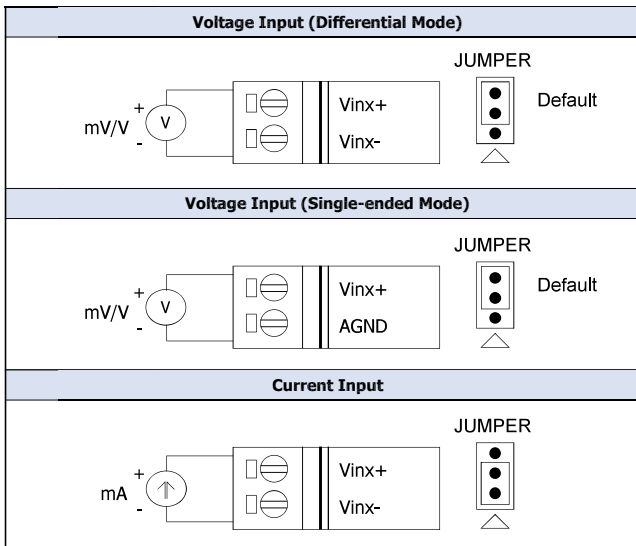 Voltage Input (Differential Mode)
JUMPER
+
mV/V
-
V
Vinx+
Vinx-
Default
Voltage Input (Single-ended Mode)
JUMPER
+
mV/V
-
V
Vinx+
AGND
Default
Current Input
JUMPER
+
mA
-
Vinx+
Vinx-